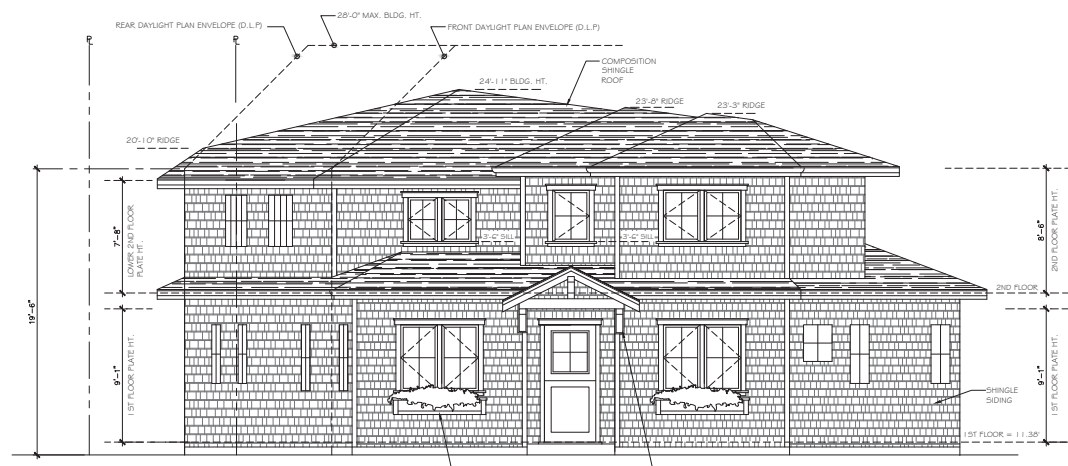 28'-0" MAX. BLDG. HT.
REAR DAYLIGHT PLAN ENVELOPE (D.L.P)
FRONT DAYLIGHT PLAN ENVELOPE (D.L.P)
P
L
P
L
COMPOSITION
SHINGLE
ROOF
24'-11" BLDG. HT.
23'-8" RIDGE
23'-3" RIDGE
20'-10" RIDGE
7'-8"
LOWER 2ND FLOOR
PLATE HT.
8'-6"
2ND FLOOR PLATE HT.
3'-6" SILL
3'-6" SILL
2ND FLOOR
19'-6"
9'-1"
1ST FLOOR PLATE HT.
9'-1"
1ST FLOOR PLATE HT.
SHINGLE
SIDING
1ST FLOOR = 11.38'